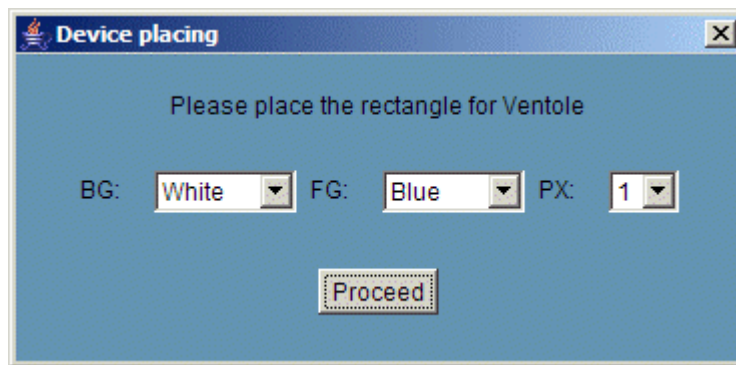 Device placing
Please place the rectangle for Ventole
BG: White FG: Blue PX: 1
Proceed